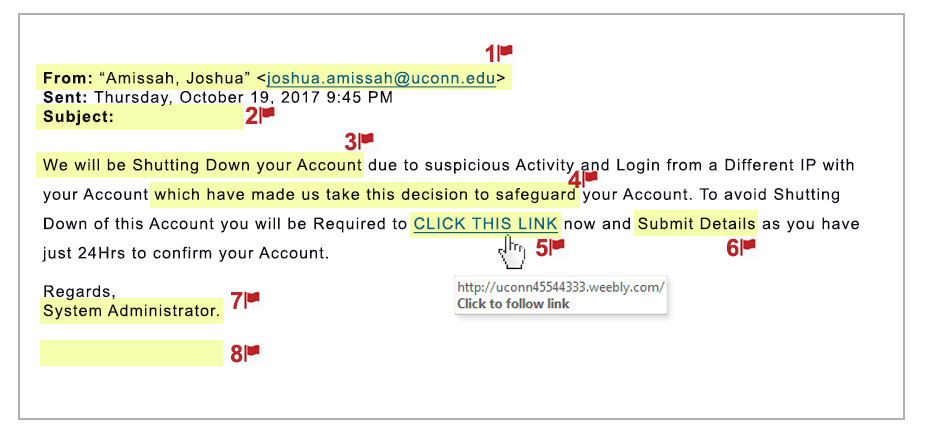 1
From: “Amissah, Joshua” <joshua.amissah@uconn.edu>
Sent: Thursday, October 19, 2017 9:45 PM
Subject: 2
3
We will be Shutting Down your Account due to suspicious Activity and Login from a Different IP with
4
your Account which have made us take this decision to safeguard your Account. To avoid Shutting
Down of this Account you will be Required to CLICK THIS LINK now and Submit Details as you have
5 6
just 24Hrs to confirm your Account.
http://uconn45544333.weebly.com/
Click to follow link
Regards,
System Administrator. 7
8